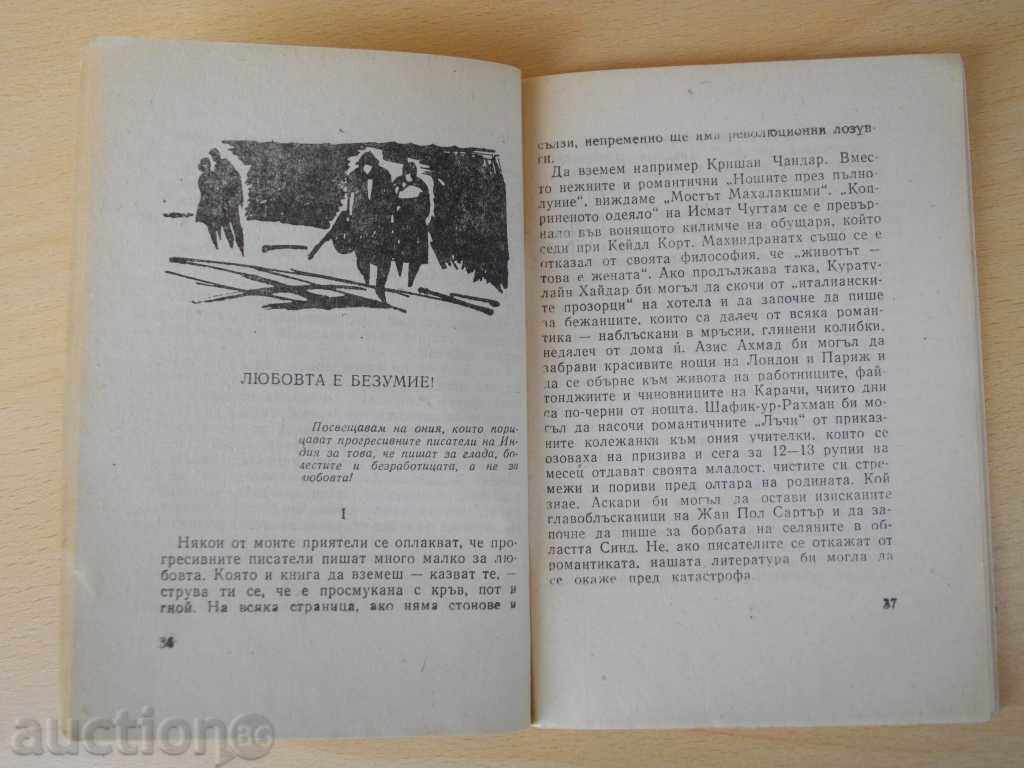 ЛЮБОВТА Е БЕЗУМИЕ!
Посвещавам на ония, които пори-
цават прогресивните писатели на Ин-
дия за това, че пишат за глада, бо-
лестите и безработицата, а не за
любовта!
I
Някои от моите приятели се оплакват, че про-
гресивните писатели пишат много малко за лю-
бовта. Която и книга да вземеш — казват те, —
струва ти се, че е просмукана с кръв, пот и
гной. На всяка страница, ако няма стонове и
36
сълзи, непременно ще има революционни лозун-
ги.
Да вземем например Кришан Чандар. Вмес-
то нежните и романтични „Нощите през пълно-
луние“, виждаме „Мостът Махалакшми“. „Коп-
риненото одеяло“ на Исмат Чугтам се е превър-
нало във вонящото килимче на обущаря, който
седи при Кейдл Корт. Махиндранатх също се е
отказал от своята философия, че „животът —
това е жената“. Ако продължава така, Курату-
лайн Хайдар би могъл да скочи от „италиански-
те прозорци“ на хотела и да започне да пише
за бежанците, които са далеч от всяка роман-
тика — наблъскани в мръсни, глинени колибки,
недалеч от дома ѝ. Азис Ахмад би могъл да
забрави красивите нощи на Лондон и Париж и
да се обърне към живота на работниците, фай-
тонджиите и чиновниците на Карачи, чиито дни
са по-черни от нощта. Шафик-ур-Рахман би мо-
гъл да насочи романтичните „Лъчи“ от приказ-
ните колежанки към ония учителки, които се
озоваха на призива и сега за 12—13 рупии на
месец отдават своята младост, чистите си стре-
межи и пориви пред олтара на родината. Кой
знае. Аскари би могъл да остави изисканите
главоблъсканици на Жан Пол Сартър и да за-
почне да пише за борбата на селяните в об-
ластта Синд. Не, ако писателите се откажат от
романтиката, нашата литература би могла да
се окаже пред катастрофа.
37
auction BG